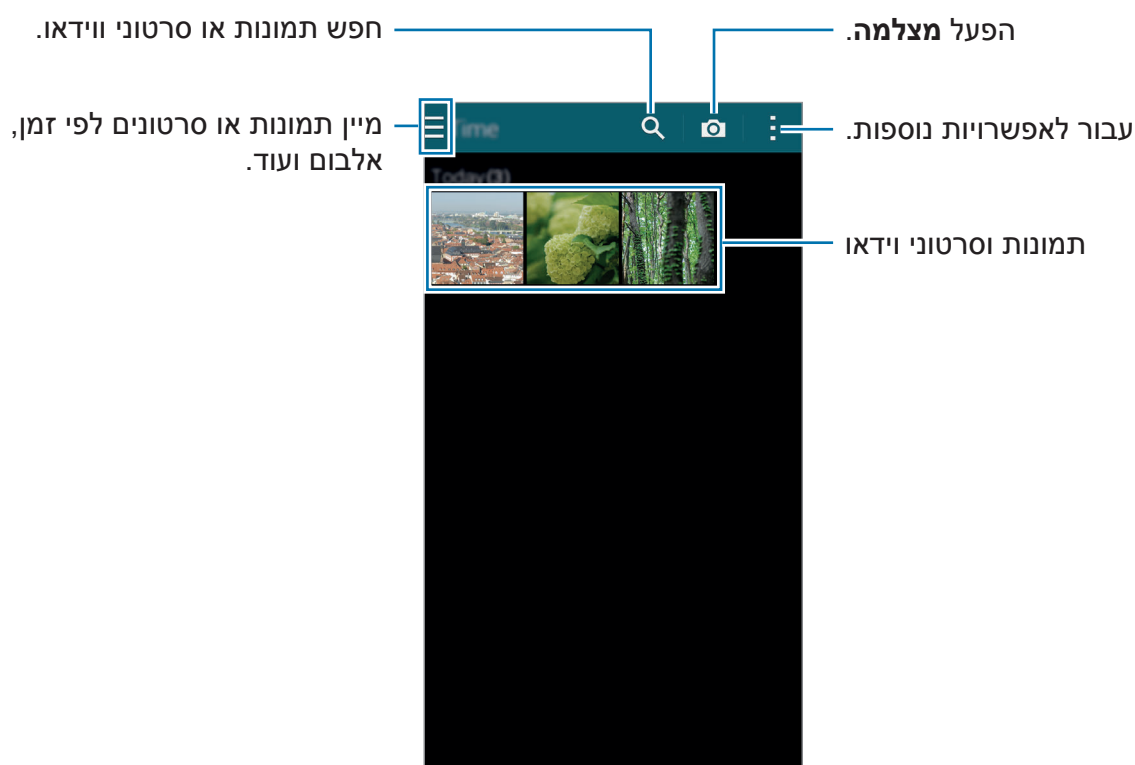 חפש תמונות או סרטוני ווידאו.
הפעל מצלמה.
מיין תמונות או סרטונים לפי זמן,
אלבום ועוד.
Time
עבור לאפשרויות נוספות.
Today(3)
תמונות וסרטוני וידאו